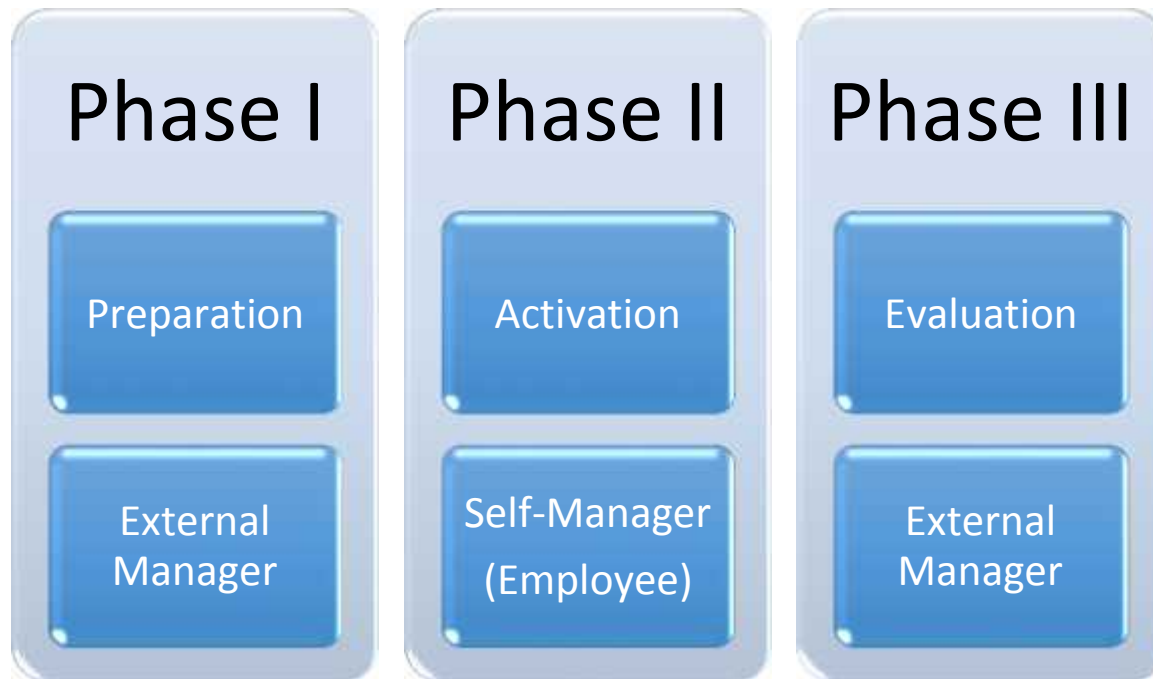 Phase I
Preparation
External
Manager
Phase II
Activation
Self-Manager
(Employee)
Phase III
Evaluation
External
Manager